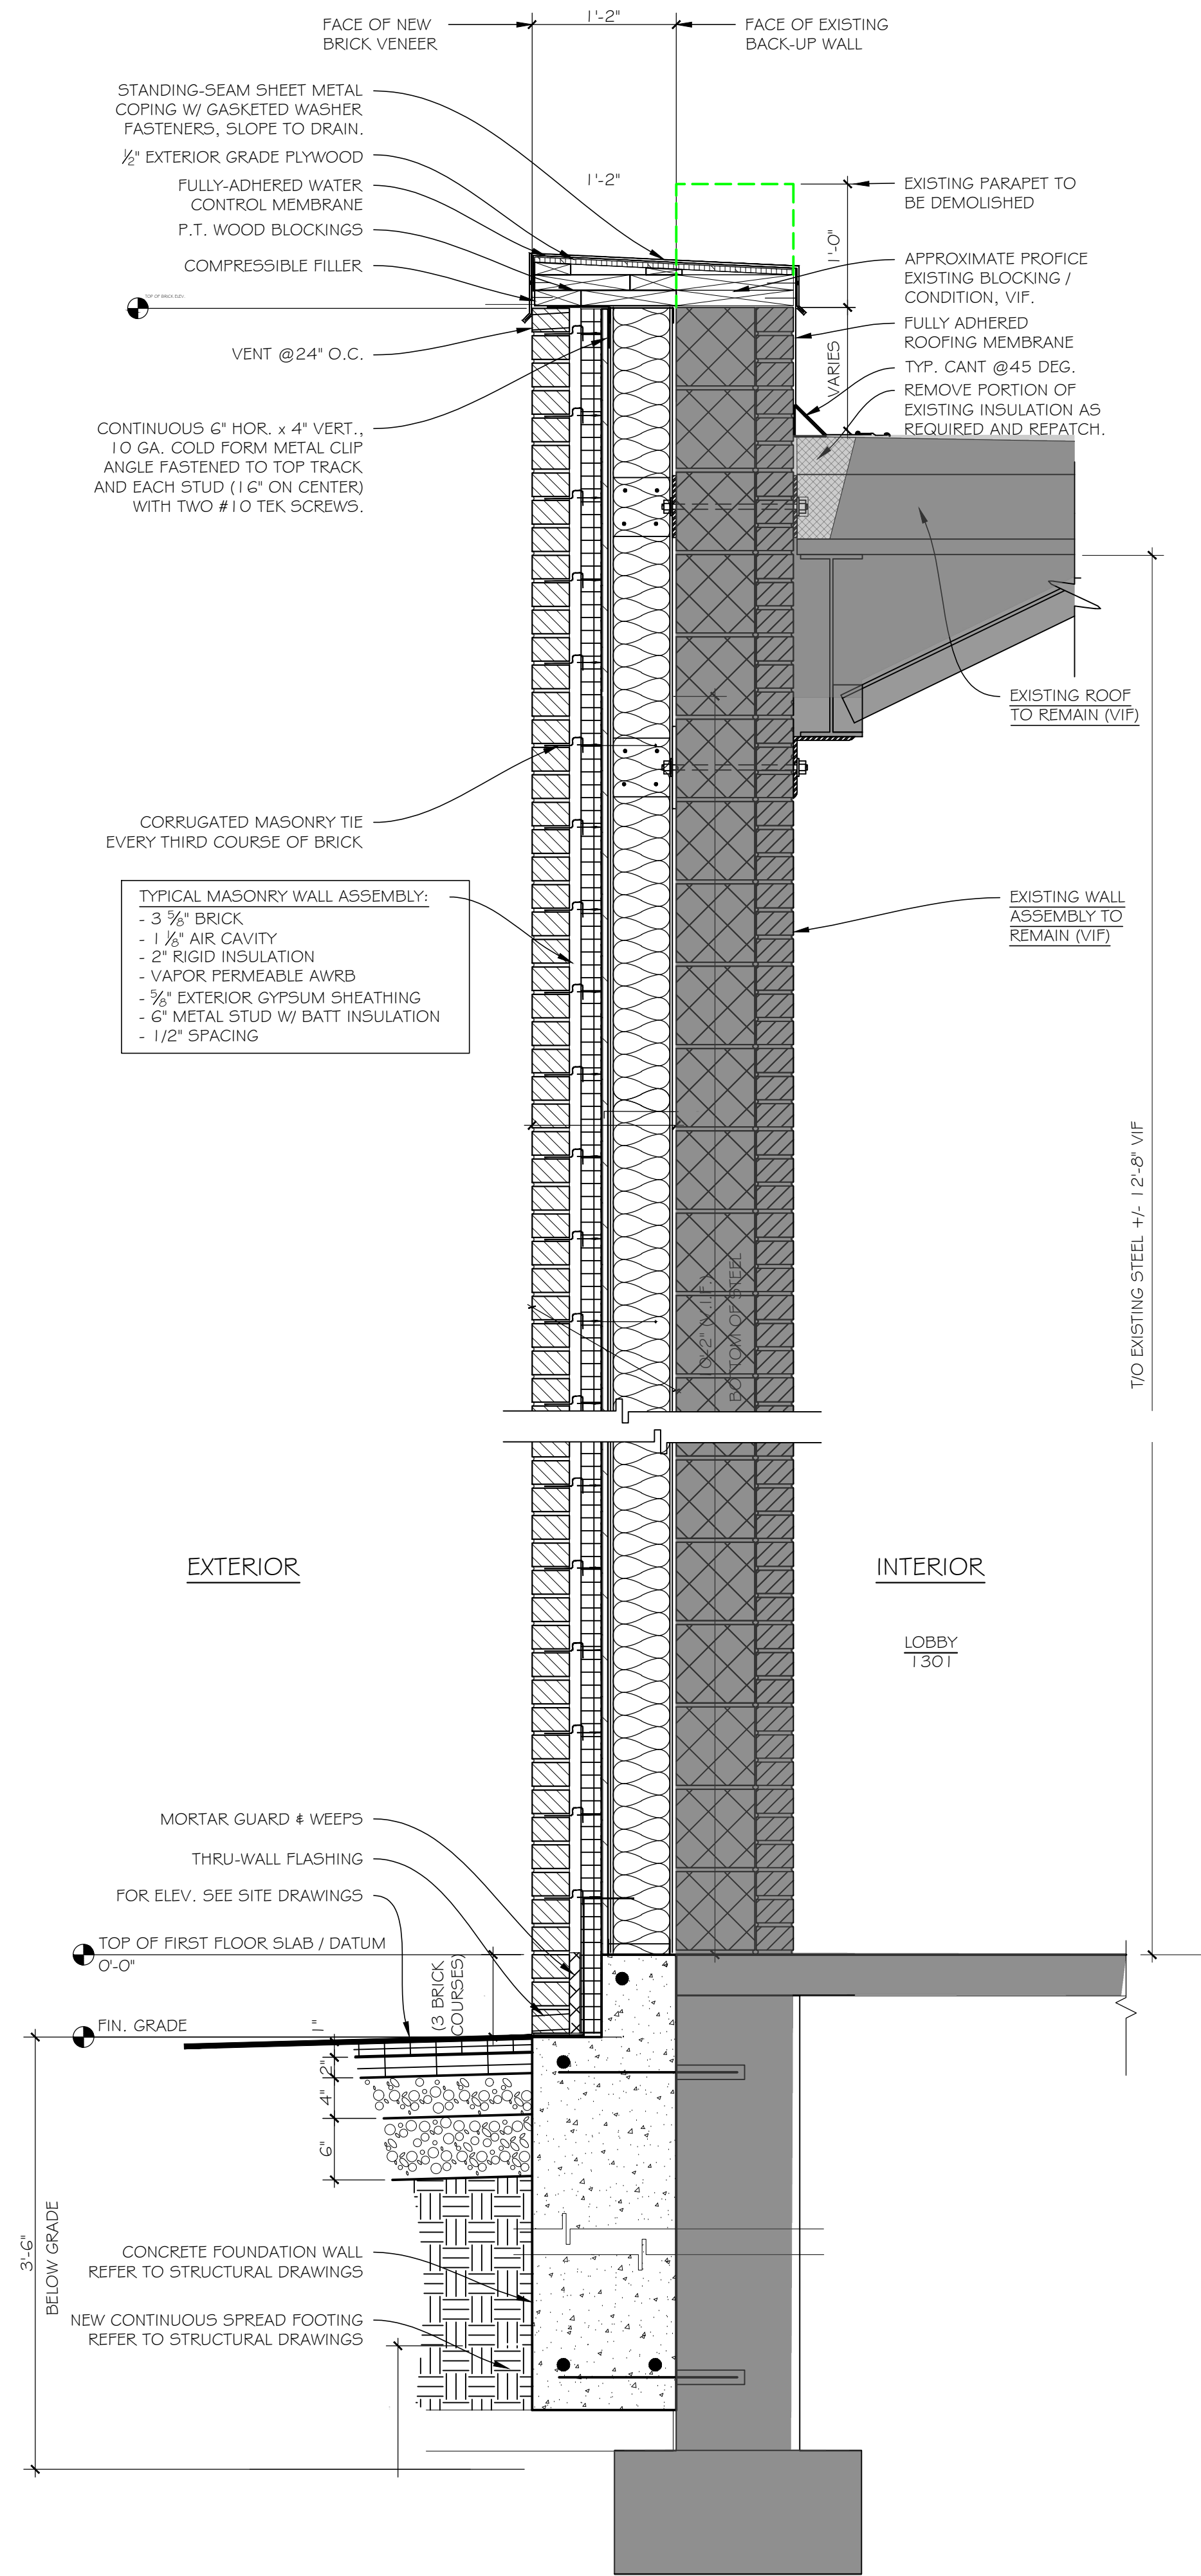 1'-2"
FACE OF NEW
BRICK VENEER
FACE OF EXISTING
BACK-UP WALL
STANDING-SEAM SHEET METAL
COPING W/ GASKETED WASHER
FASTENERS, SLOPE TO DRAIN.
½" EXTERIOR GRADE PLYWOOD
FULLY-ADHERED WATER
CONTROL MEMBRANE
P.T. WOOD BLOCKINGS
COMPRESSIBLE FILLER
TOP OF BRICK ELEV.
VENT @24" O.C.
CONTINUOUS 6" HOR. x 4" VERT.,
10 GA. COLD FORM METAL CLIP
ANGLE FASTENED TO TOP TRACK
AND EACH STUD (16" ON CENTER)
WITH TWO #10 TEK SCREWS.
1'-2"
EXISTING PARAPET TO
BE DEMOLISHED
1'-0"
APPROXIMATE PROFICE
EXISTING BLOCKING /
CONDITION, VIF.
FULLY ADHERED
ROOFING MEMBRANE
VARIES
TYP. CANT @45 DEG.
REMOVE PORTION OF
EXISTING INSULATION AS
REQUIRED AND REPATCH.
EXISTING ROOF
TO REMAIN (VIF)
CORRUGATED MASONRY TIE
EVERY THIRD COURSE OF BRICK
TYPICAL MASONRY WALL ASSEMBLY:
- 3 ⅝" BRICK
- 1 ⅛" AIR CAVITY
- 2" RIGID INSULATION
- VAPOR PERMEABLE AWRB
- ⅝" EXTERIOR GYPSUM SHEATHING
- 6" METAL STUD W/ BATT INSULATION
- 1/2" SPACING
EXISTING WALL
ASSEMBLY TO
REMAIN (VIF)
T/O EXISTING STEEL +/- 12'-8" VIF
(V.I.F.)
BOTTOM OF STEEL
EXTERIOR
INTERIOR
LOBBY
1301
MORTAR GUARD & WEEPS
THRU-WALL FLASHING
FOR ELEV. SEE SITE DRAWINGS
TOP OF FIRST FLOOR SLAB / DATUM
0'-0"
(3 BRICK
COURSES)
FIN. GRADE
1"
2"
4"
6"
3'-6"
BELOW GRADE
CONCRETE FOUNDATION WALL
REFER TO STRUCTURAL DRAWINGS
NEW CONTINUOUS SPREAD FOOTING
REFER TO STRUCTURAL DRAWINGS